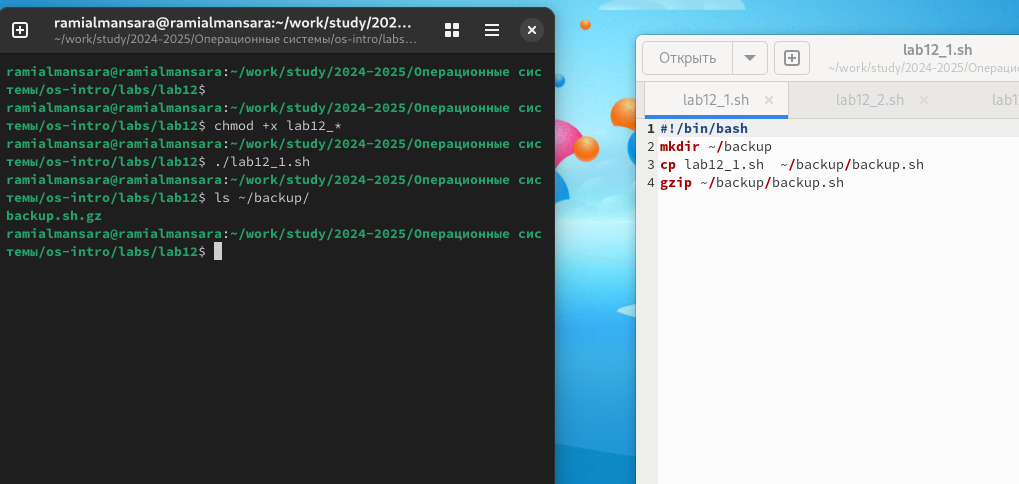 ramialmansara@ramialmansara:~/work/study/202...
~/work/study/2024-2025/Операционные системы/os-intro/labs...
ramialmansara@ramialmansara:~/work/study/2024-2025/Операционные сис
темы/os-intro/labs/lab12$
ramialmansara@ramialmansara:~/work/study/2024-2025/Операционные сис
темы/os-intro/labs/lab12$ chmod +x lab12_*
ramialmansara@ramialmansara:~/work/study/2024-2025/Операционные сис
темы/os-intro/labs/lab12$ ./lab12_1.sh
ramialmansara@ramialmansara:~/work/study/2024-2025/Операционные сис
темы/os-intro/labs/lab12$ ls ~/backup/
backup.sh.gz
ramialmansara@ramialmansara:~/work/study/2024-2025/Операционные сис
темы/os-intro/labs/lab12$
Открыть
lab12_1.sh
~/work/study/2024-2025/Операцио
lab12_1.sh × lab12_2.sh × lab1
1 #!/bin/bash
2 mkdir ~/backup
3 cp lab12_1.sh  ~/backup/backup.sh
4 gzip ~/backup/backup.sh